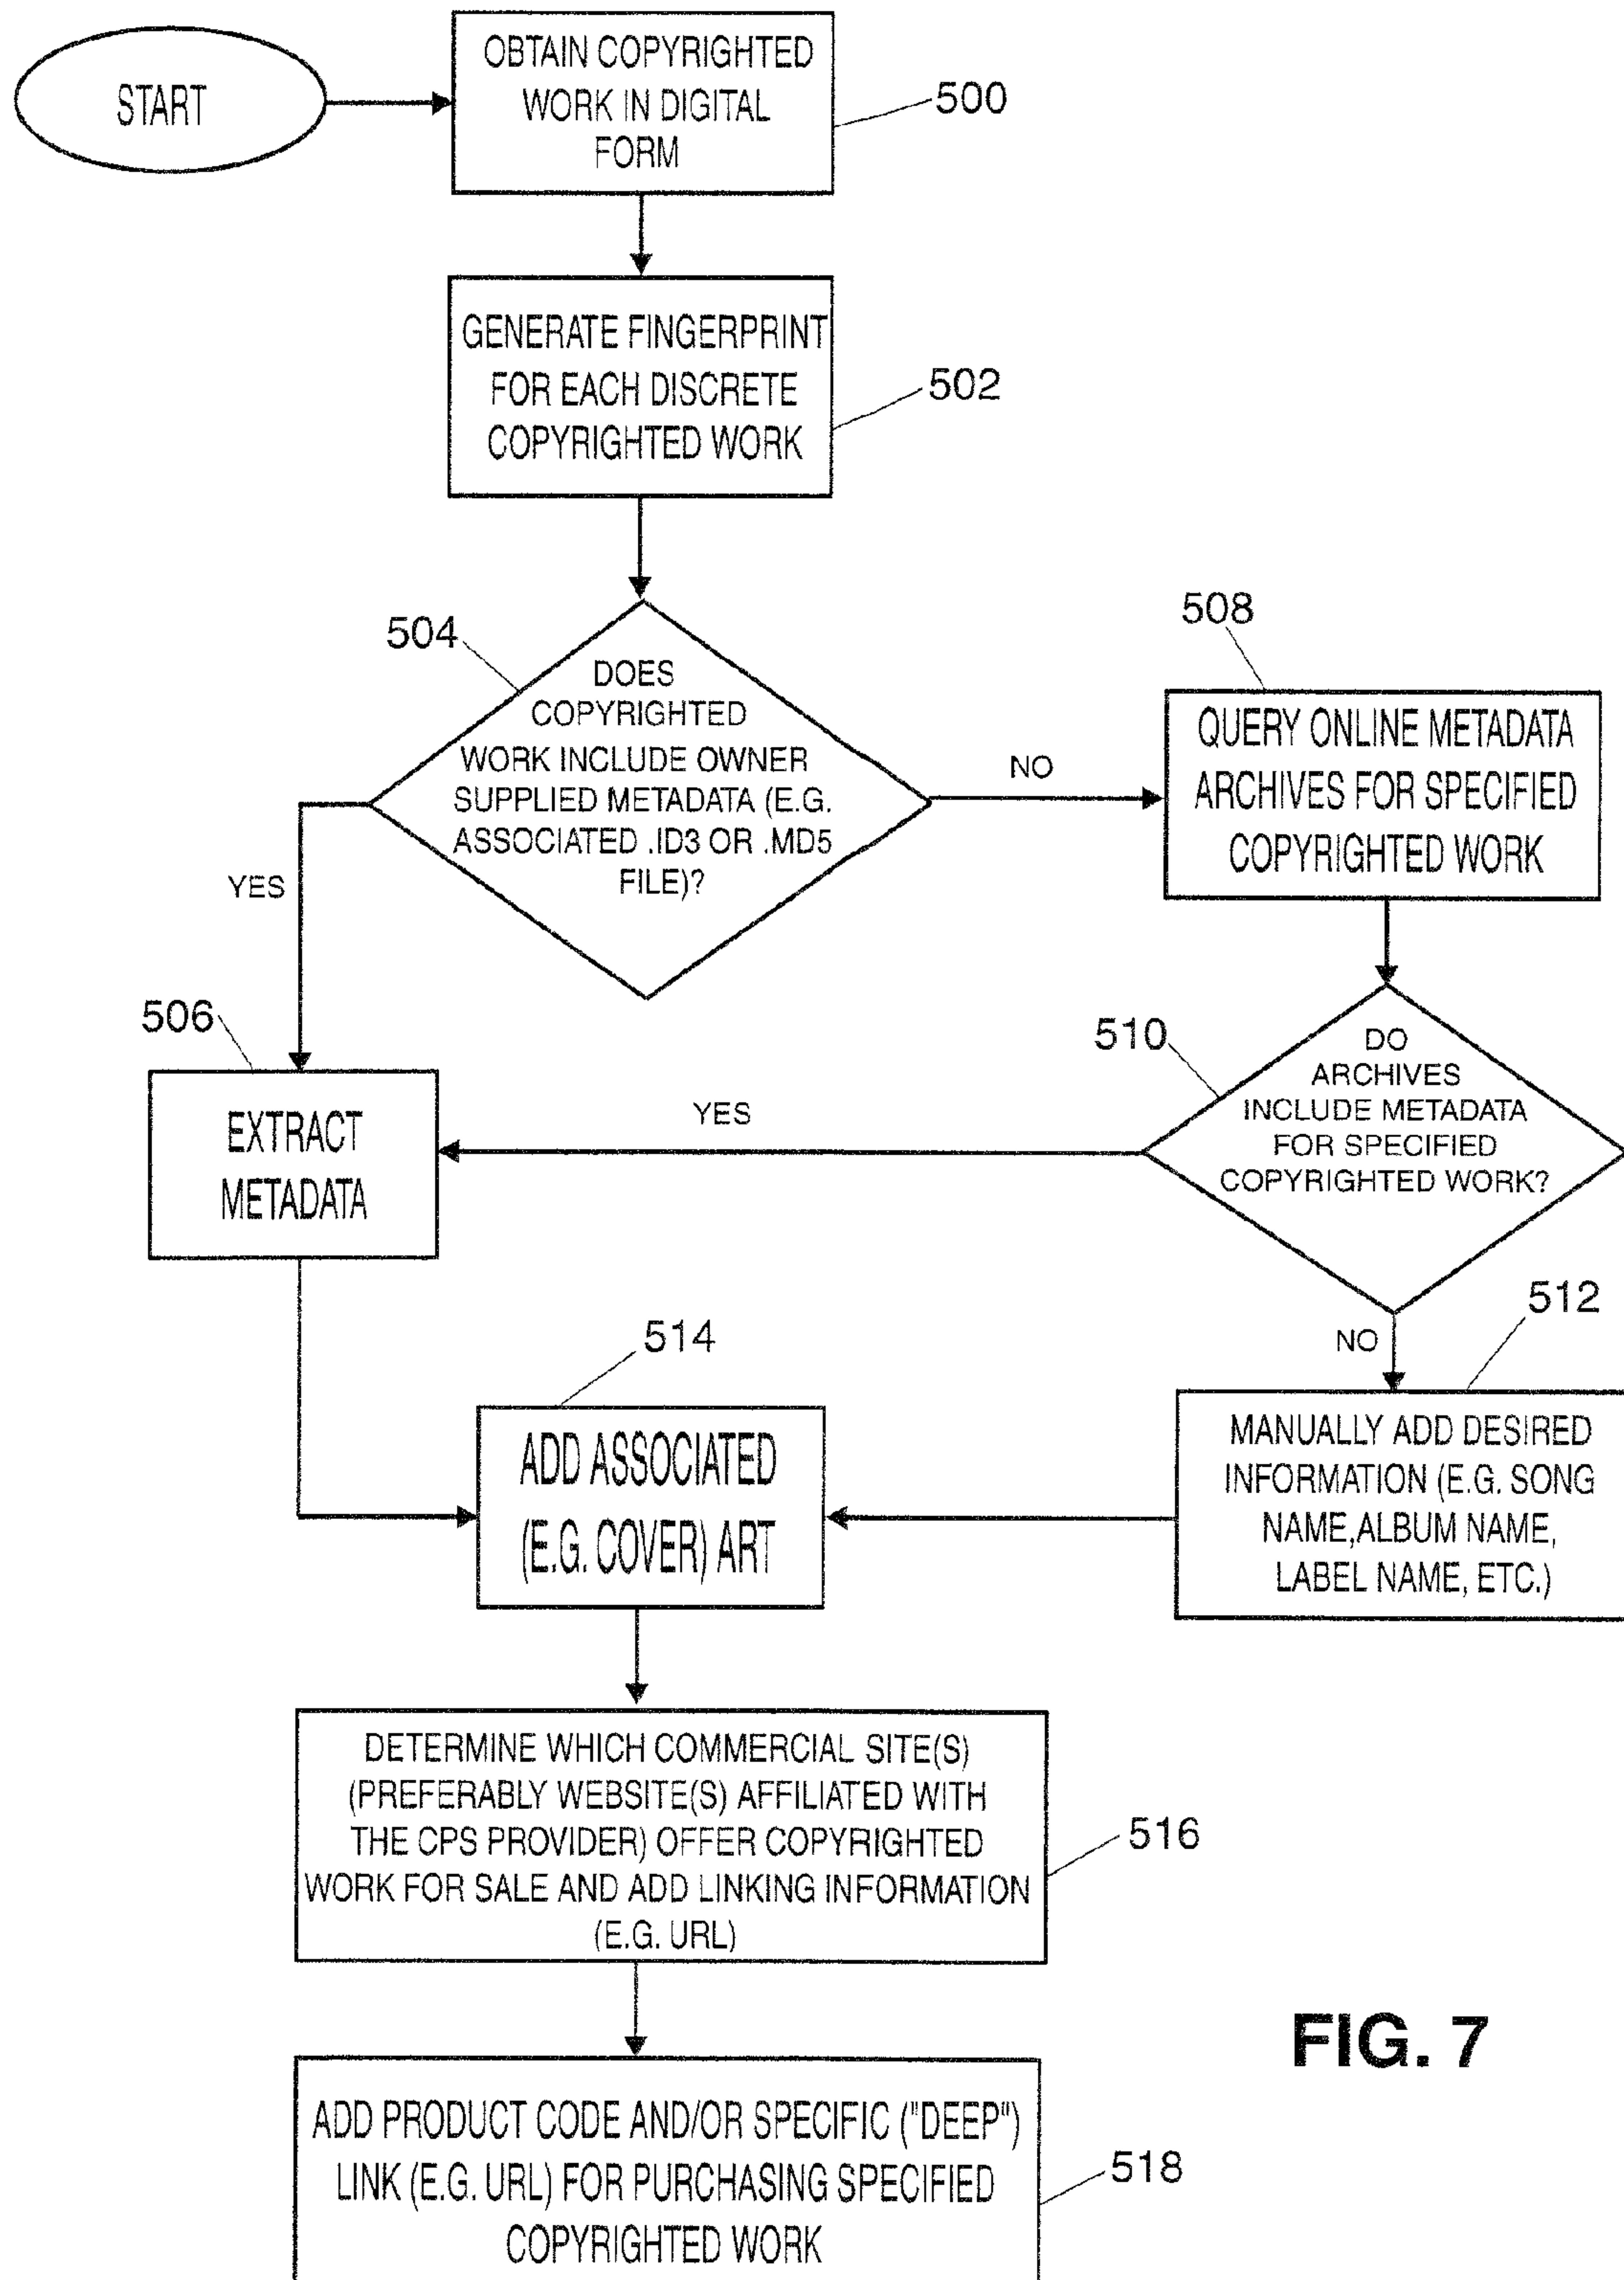 START
OBTAIN COPYRIGHTED
WORK IN DIGITAL
FORM
500
GENERATE FINGERPRINT
FOR EACH DISCRETE
COPYRIGHTED WORK
502
504
DOES
COPYRIGHTED
WORK INCLUDE OWNER
SUPPLIED METADATA (E.G.
ASSOCIATED .ID3 OR .MD5
FILE)?
NO
YES
508
QUERY ONLINE METADATA
ARCHIVES FOR SPECIFIED
COPYRIGHTED WORK
506
EXTRACT
METADATA
YES
510
DO
ARCHIVES
INCLUDE METADATA
FOR SPECIFIED
COPYRIGHTED WORK?
NO
512
MANUALLY ADD DESIRED
INFORMATION (E.G. SONG
NAME,ALBUM NAME,
LABEL NAME, ETC.)
514
ADD ASSOCIATED
(E.G. COVER) ART
DETERMINE WHICH COMMERCIAL SITE(S)
(PREFERABLY WEBSITE(S) AFFILIATED WITH
THE CPS PROVIDER) OFFER COPYRIGHTED
WORK FOR SALE AND ADD LINKING INFORMATION
(E.G. URL)
516
ADD PRODUCT CODE AND/OR SPECIFIC ("DEEP")
LINK (E.G. URL) FOR PURCHASING SPECIFIED
COPYRIGHTED WORK
518
FIG. 7